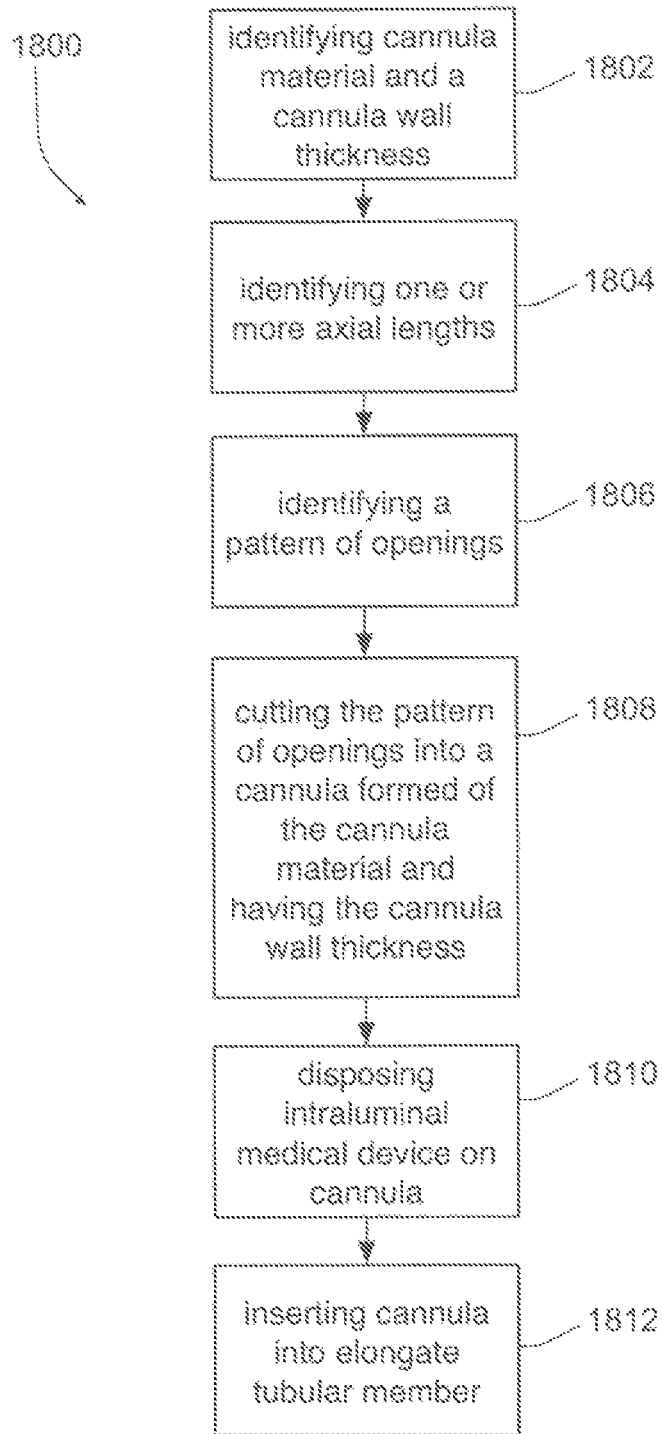 1800
identifying cannula
material and a
cannula wall
thickness
1802
identifying one or
more axial lengths
1804
identifying a
pattern of openings
1806
cutting the pattern
of openings into a
cannula formed of
the cannula
material and
having the cannula
wall thickness
1808
disposing
intraluminal
medical device on
cannula
1810
inserting cannula
into elongate
tubular member
1812